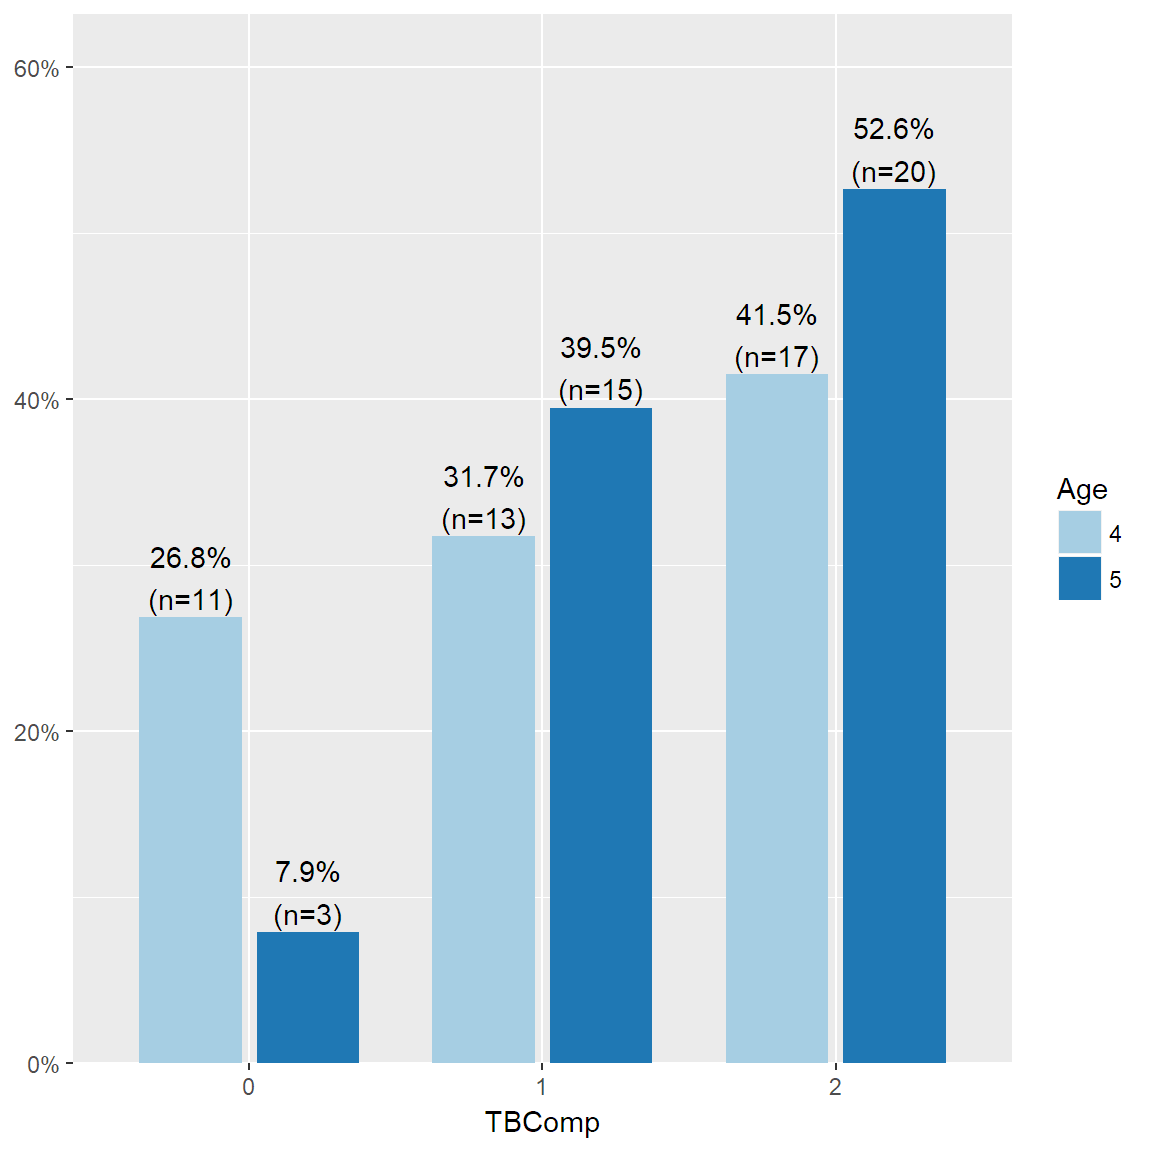 60%
40%
20%
0%
26.8%
(n=11)
7.9%
(n=3)
31.7%
(n=13)
39.5%
(n=15)
41.5%
(n=17)
52.6%
(n=20)
0
1
2
TBComp
Age
4
5